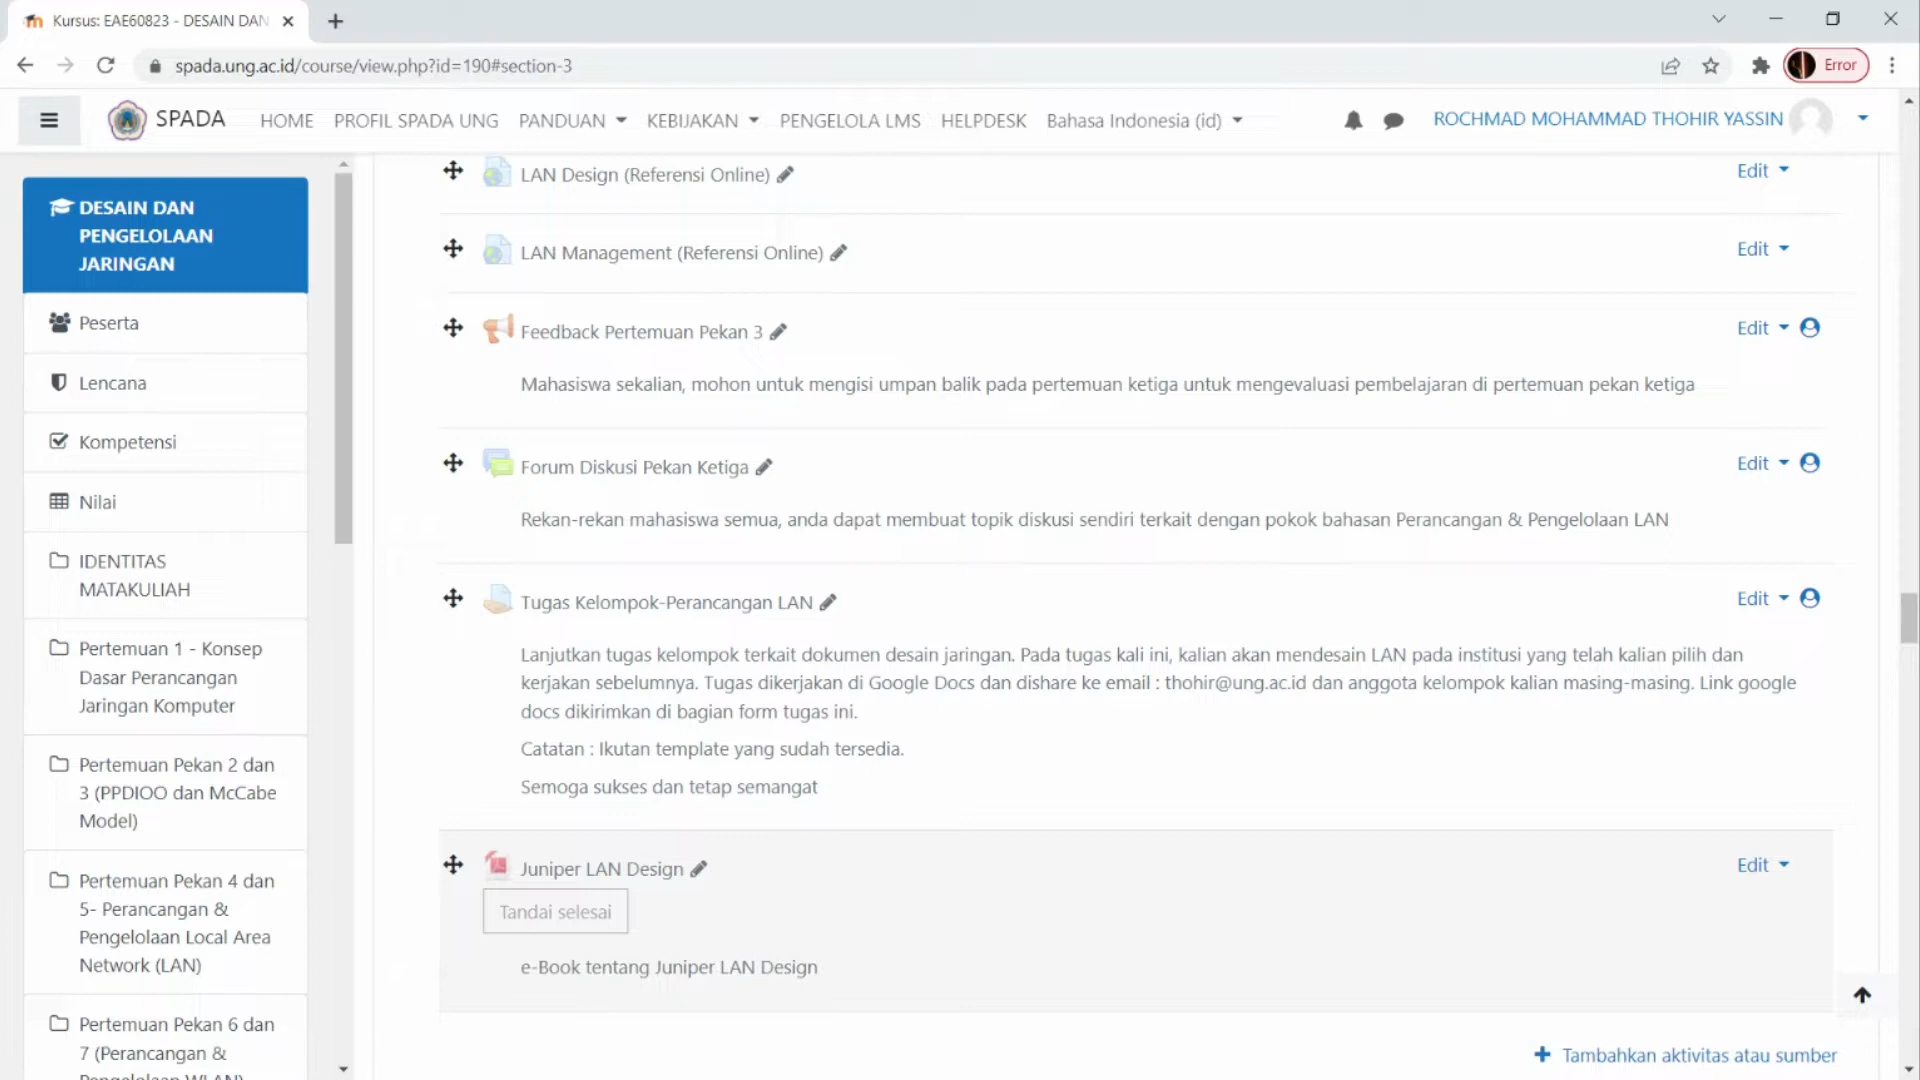 Kursus: EAE60823 - DESAIN DAN
spada.ung.ac.id/course/view.php?id=190#section-3
Error
SPADA
HOME
PROFIL SPADA UNG
PANDUAN
KEBIJAKAN
PENGELOLA LMS
HELPDESK
Bahasa Indonesia (id)
ROCHMAD MOHAMMAD THOHIR YASSIN
DESAIN DAN
PENGELOLAAN
JARINGAN
Peserta
Lencana
Kompetensi
Nilai
IDENTITAS
MATAKULIAH
Pertemuan 1 - Konsep
Dasar Perancangan
Jaringan Komputer
Pertemuan Pekan 2 dan
3 (PPDIOO dan McCabe
Model)
Pertemuan Pekan 4 dan
5- Perancangan &
Pengelolaan Local Area
Network (LAN)
Pertemuan Pekan 6 dan
7 (Perancangan &
Pengelolaan WLAN)
LAN Design (Referensi Online)
Edit
LAN Management (Referensi Online)
Edit
Feedback Pertemuan Pekan 3
Edit
Mahasiswa sekalian, mohon untuk mengisi umpan balik pada pertemuan ketiga untuk mengevaluasi pembelajaran di pertemuan pekan ketiga
Forum Diskusi Pekan Ketiga
Edit
Rekan-rekan mahasiswa semua, anda dapat membuat topik diskusi sendiri terkait dengan pokok bahasan Perancangan & Pengelolaan LAN
Tugas Kelompok-Perancangan LAN
Edit
Lanjutkan tugas kelompok terkait dokumen desain jaringan. Pada tugas kali ini, kalian akan mendesain LAN pada institusi yang telah kalian pilih dan
kerjakan sebelumnya. Tugas dikerjakan di Google Docs dan dishare ke email : thohir@ung.ac.id dan anggota kelompok kalian masing-masing. Link google
docs dikirimkan di bagian form tugas ini.
Catatan : Ikutan template yang sudah tersedia.
Semoga sukses dan tetap semangat
Juniper LAN Design
Edit
Tandai selesai
e-Book tentang Juniper LAN Design
Tambahkan aktivitas atau sumber